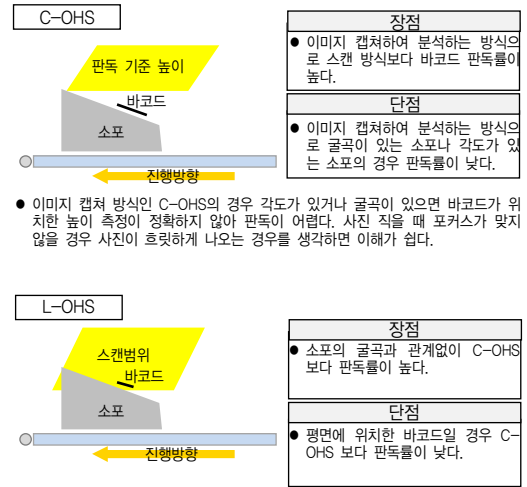 C-OHS
판독 기준 높이
바코드
소포
진행방향
장점
● 이미지 캡쳐하여 분석하는 방식으
로 스캔 방식보다 바코드 판독률이
높다.
단점
● 이미지 캡쳐하여 분석하는 방식으
로 굴곡이 있는 소포나 각도가 있
는 소포의 경우 판독률이 낮다.
● 이미지 캡쳐 방식인 C-OHS의 경우 각도가 있거나 굴곡이 있으면 바코드가 위
치한 높이 측정이 정확하지 않아 판독이 어렵다. 사진 직을 때 포커스가 맞지
않을 경우 사진이 흐릿하게 나오는 경우를 생각하면 이해가 쉽다.
L-OHS
스캔범위
바코드
소포
진행방향
장점
● 소포의 굴곡과 관계없이 C-OHS
보다 판독률이 높다.
단점
● 평면에 위치한 바코드일 경우 C-
OHS 보다 판독률이 낮다.